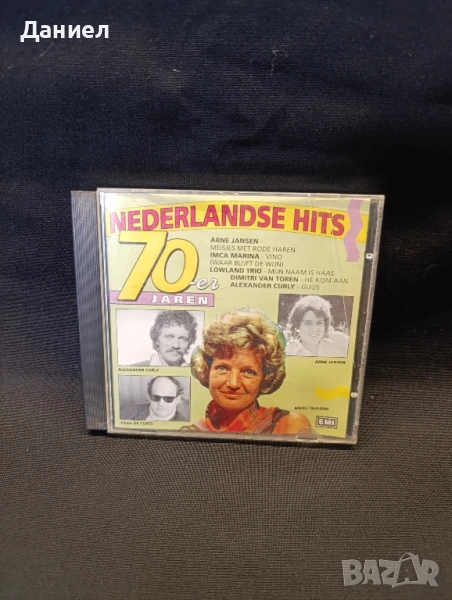 Даниел
NEDERLANDSE HITS
70-er
JAREN
ARNE JANSEN -
MEISJES MET RODE HAREN
IMCA MARINA - VINO
(WAAR BLIJFT DE WIJN)
LOWLAND TRIO - MIJN NAAM IS HAAS
DIMITRI VAN TOREN - HÉ KOM AAN
ALEXANDER CURLY - GUUS
ALEXANDER CURLY
ARNE JANSEN
EMI
BAZAR